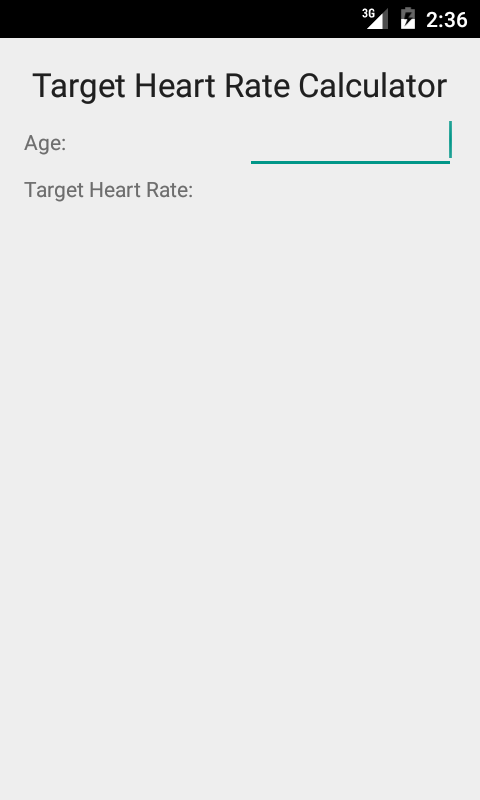 3G 2:36
Target Heart Rate Calculator
Age:
Target Heart Rate: